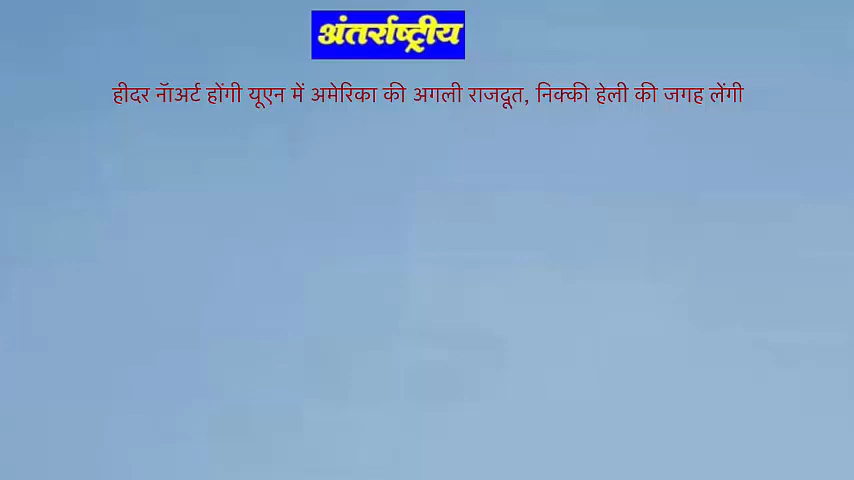 अंतर्राष्ट्रीय
हीदर नॉअर्ट होंगी यूएन में अमेरिका की अगली राजदूत, निक्की हेली की जगह लेंगी